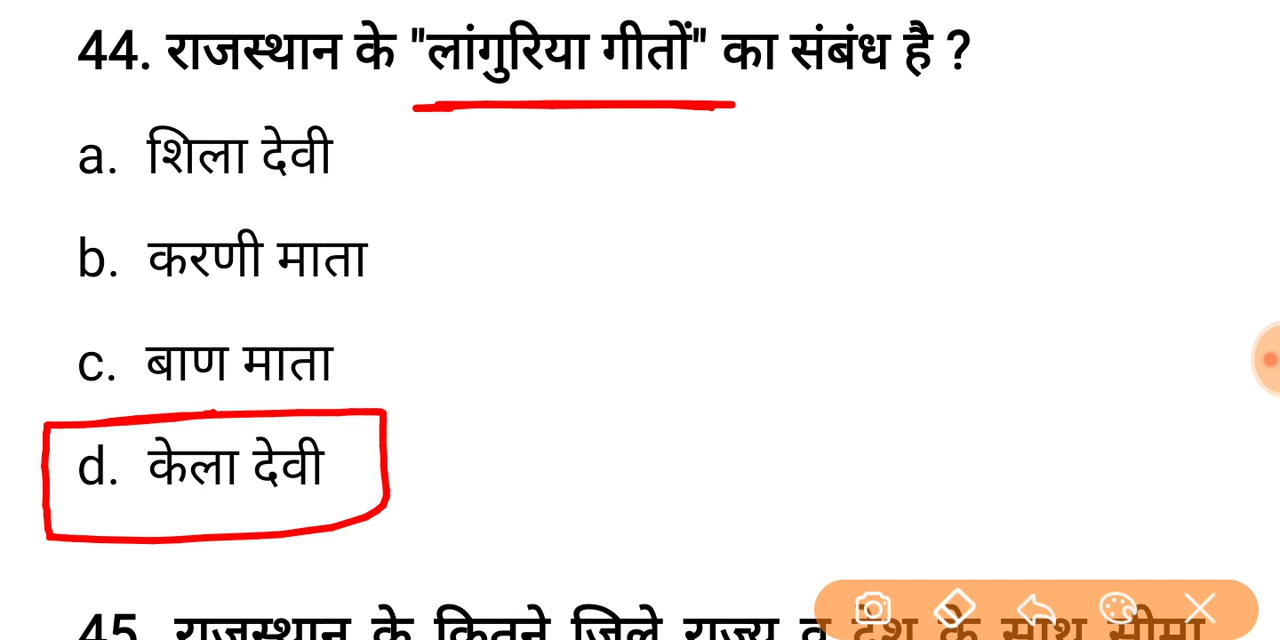 44. राजस्थान के "लांगुरिया गीतों" का संबंध है ?
a. शिला देवी
b. करणी माता
c. बाण माता
d. केला देवी
45. राजस्थान के कितने जिले राज्य व देश के साथ सीमा